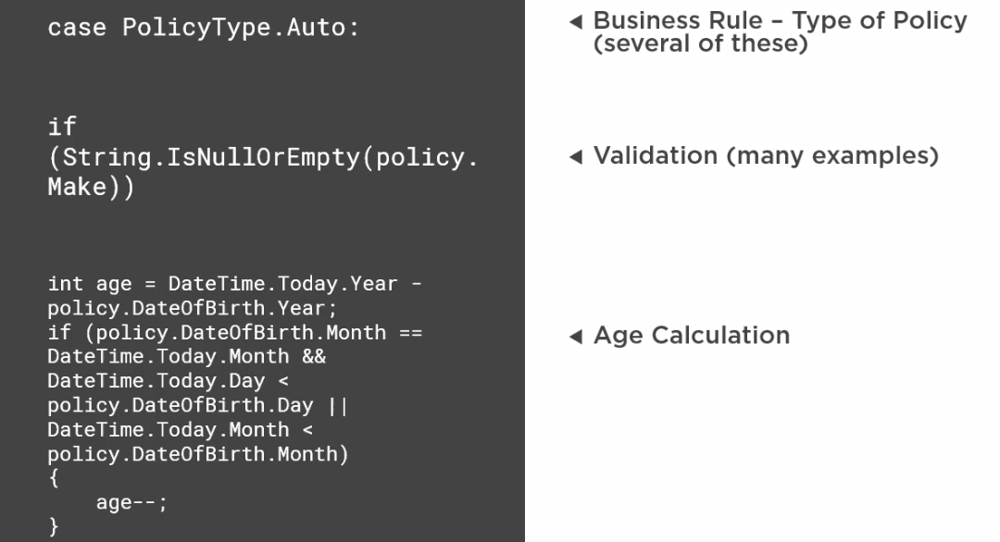 case PolicyType.Auto:
◄ Business Rule – Type of Policy
(several of these)
if
(String.IsNullOrEmpty(policy.
Make))
◄ Validation (many examples)
int age = DateTime.Today.Year -
policy.DateOfBirth.Year;
if (policy.DateOfBirth.Month ==
DateTime.Today.Month &&
DateTime.Today.Day <
policy.DateOfBirth.Day ||
DateTime.Today.Month <
policy.DateOfBirth.Month)
{
    age--;
}
◄ Age Calculation